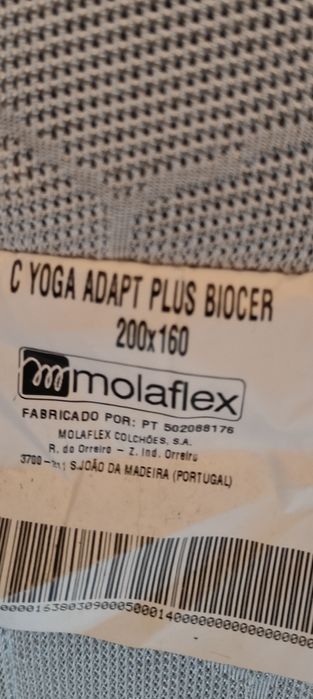 C YOGA ADAPT PLUS BIOCER
200x160
molaflex
FABRICADO POR: PT 502088176
MOLAFLEX COLCHÕES, S.A.
R. do Orreiro - Z. Ind. Orreiro
S.JOÃO DA MADEIRA (PORTUGAL)